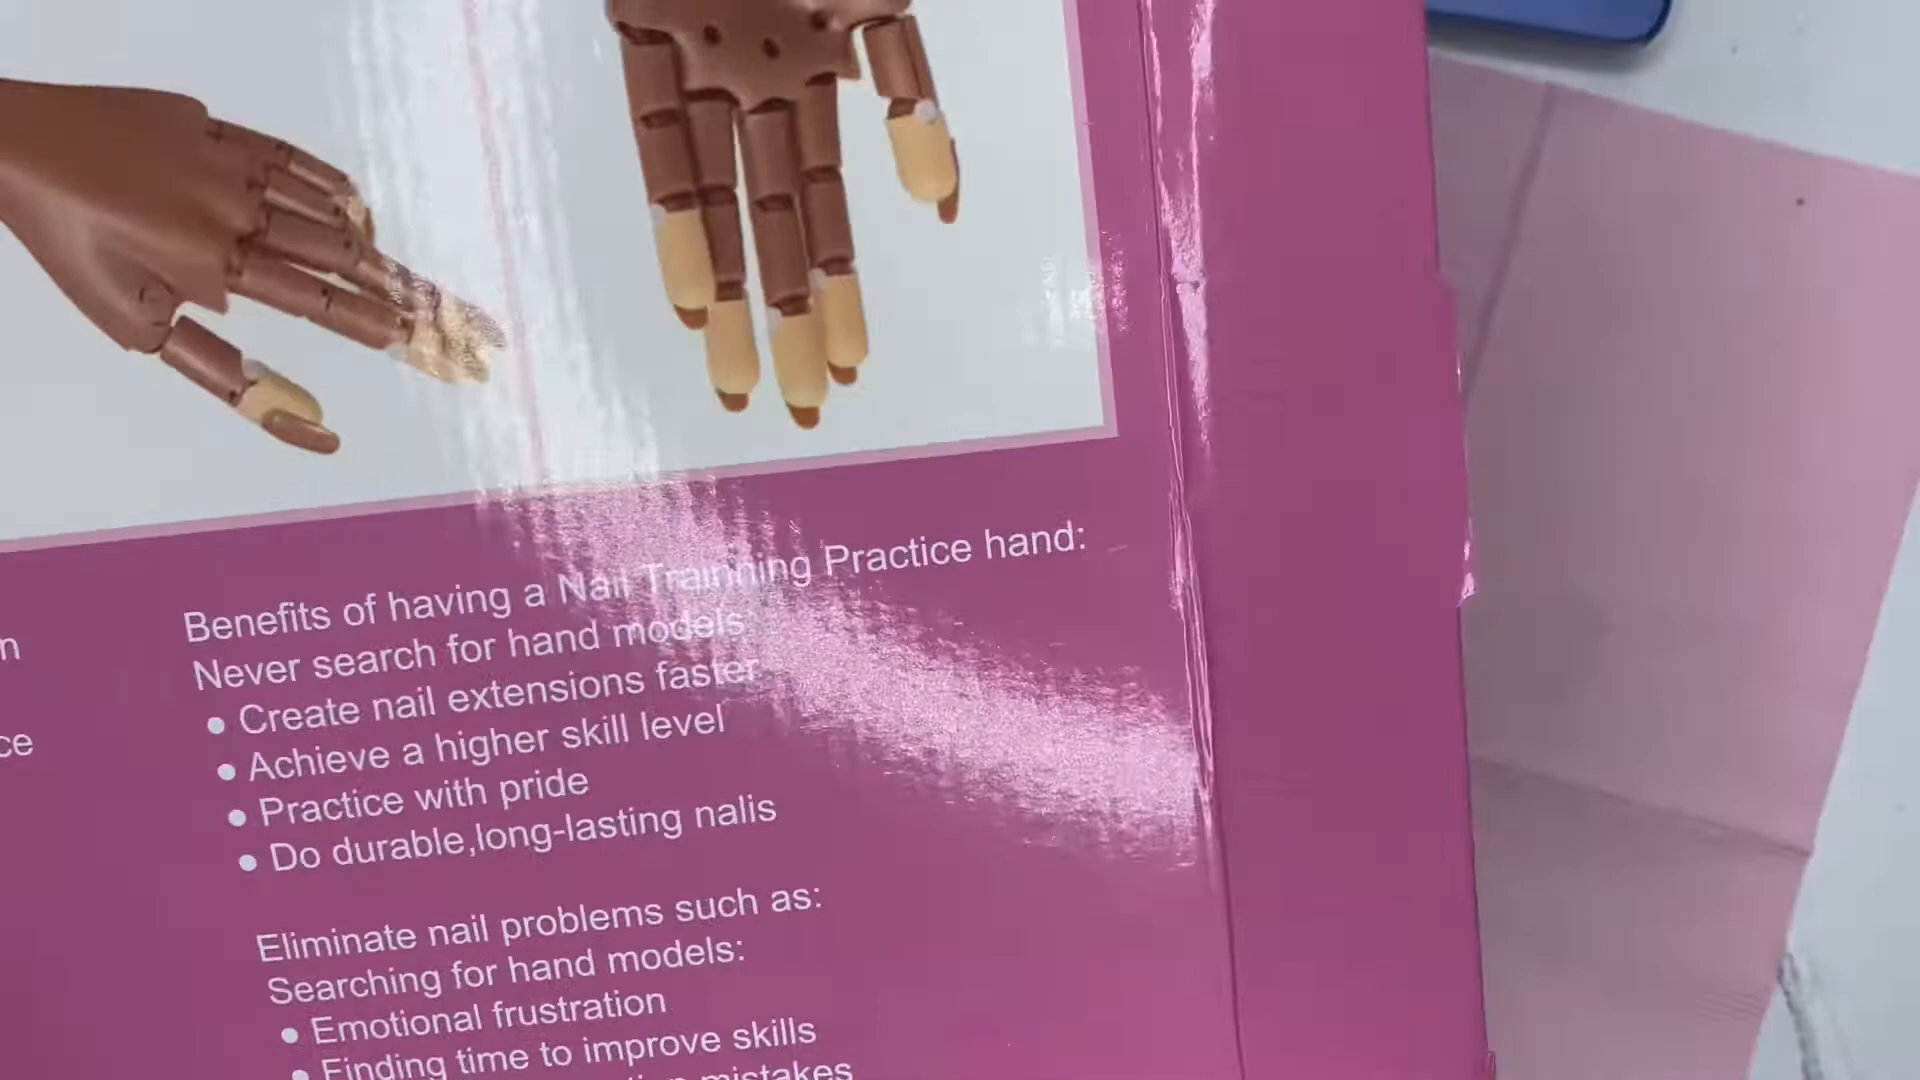 Benefits of having a Nail Trainning Practice hand:
Never search for hand models
• Create nail extensions faster
• Achieve a higher skill level
• Practice with pride
• Do durable,long-lasting nalis
Eliminate nail problems such as:
Searching for hand models:
• Emotional frustration
• Finding time to improve skills
mistakes